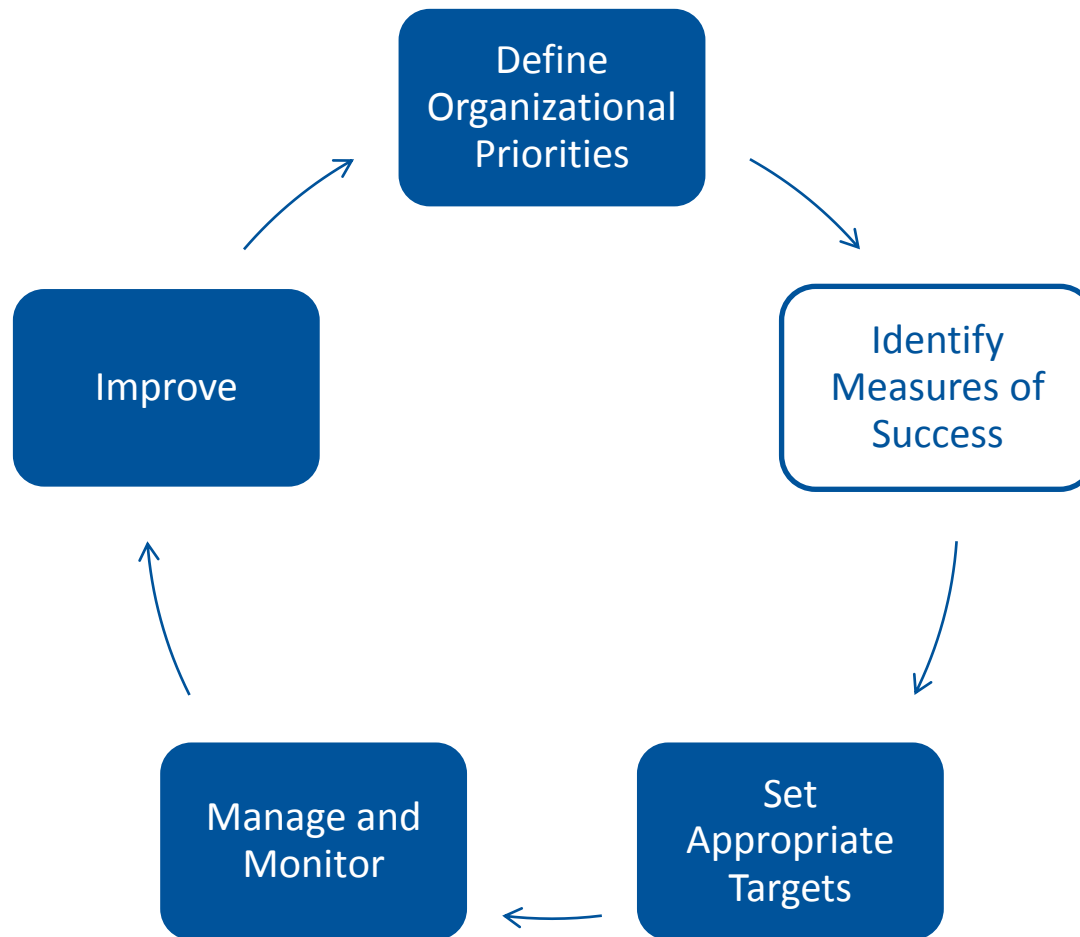 Define
Organizational
Priorities
Identify
Measures of
Success
Set
Appropriate
Targets
Manage and
Monitor
Improve